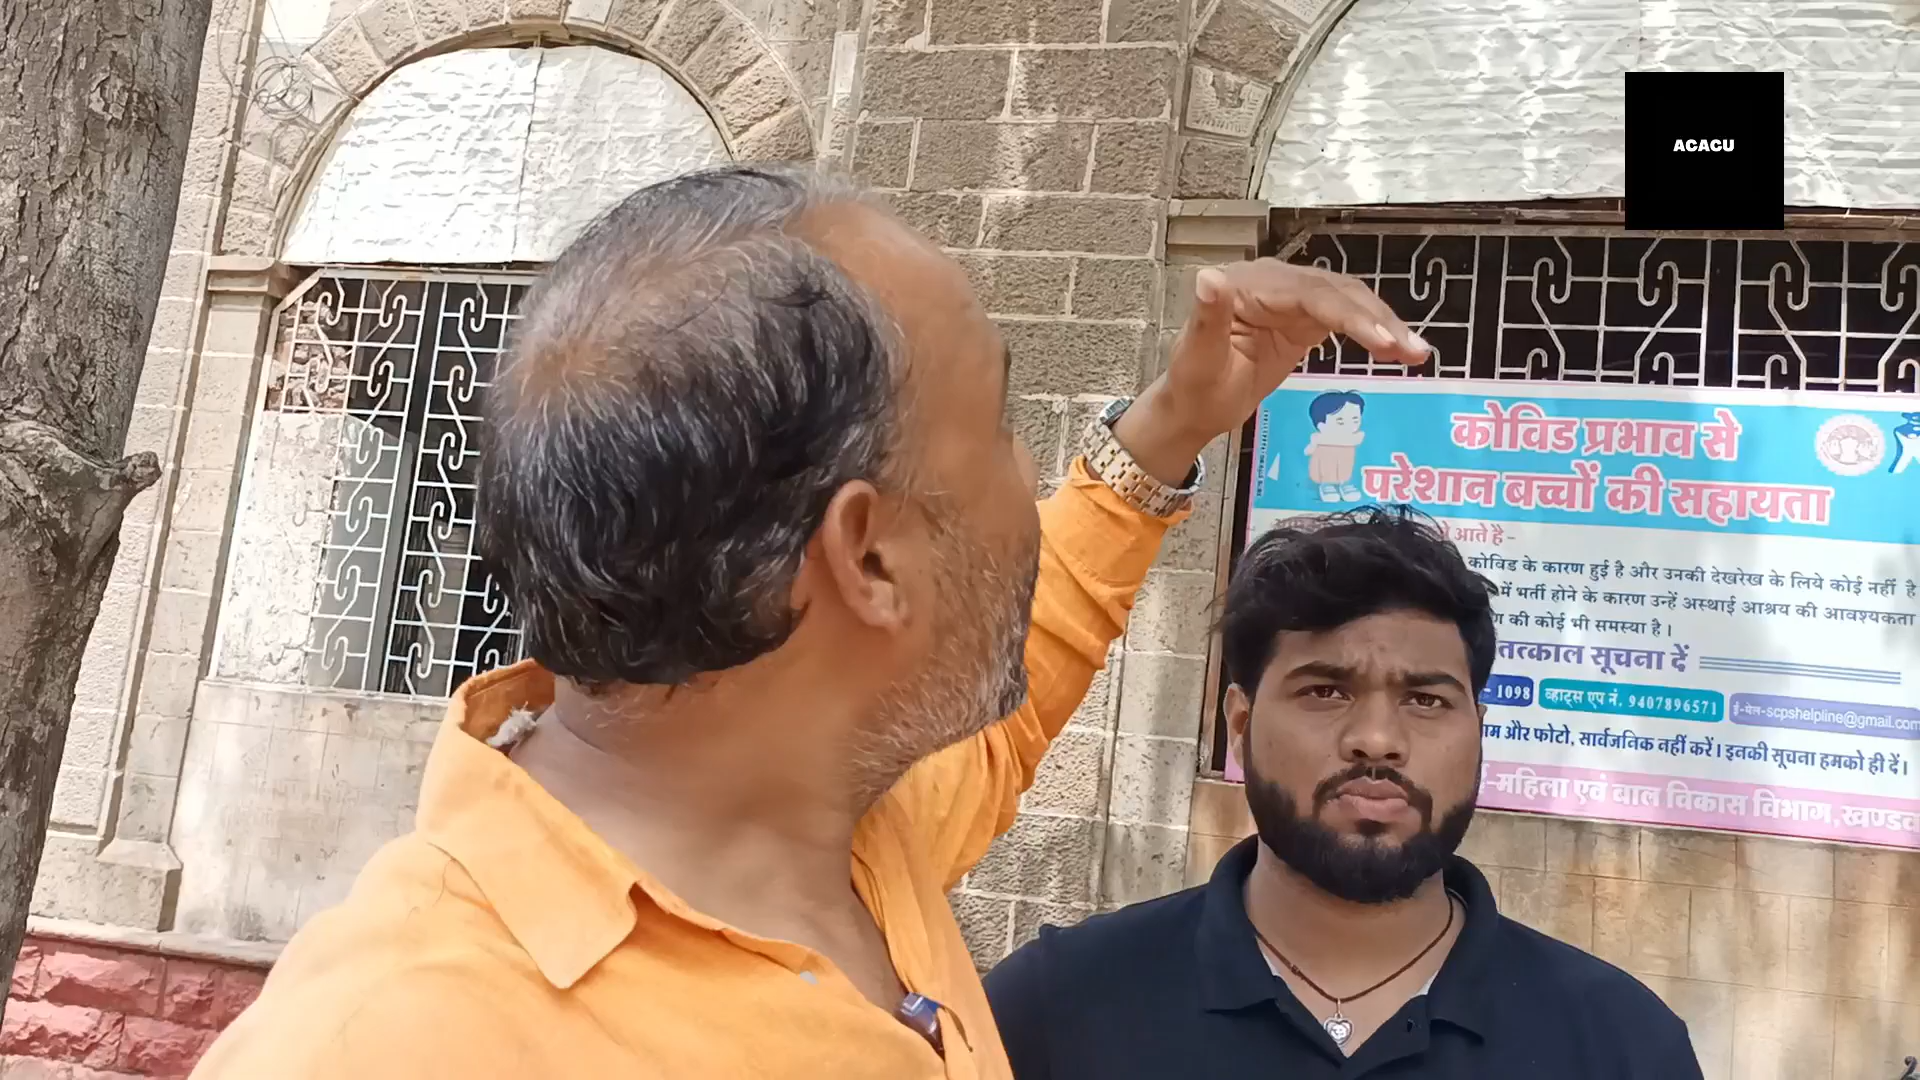 ACACU
कोविड प्रभाव से
परेशान बच्चों की सहायता
आते है-
कोविड के कारण हुई है और उनकी देखरेख के लिये कोई नहीं है
में भर्ती होने के कारण उन्हें अस्थाई आश्रय की आवश्यकता
की कोई भी समस्या है।
तत्काल सूचना दें
- 1098 व्हाट्स एप नं. 9407896571 ई-मेल-scpshelpline@gmail.com
और फोटो, सार्वजनिक नहीं करें। इनकी सूचना हमको ही दें।
महिला एवं बाल विकास विभाग,